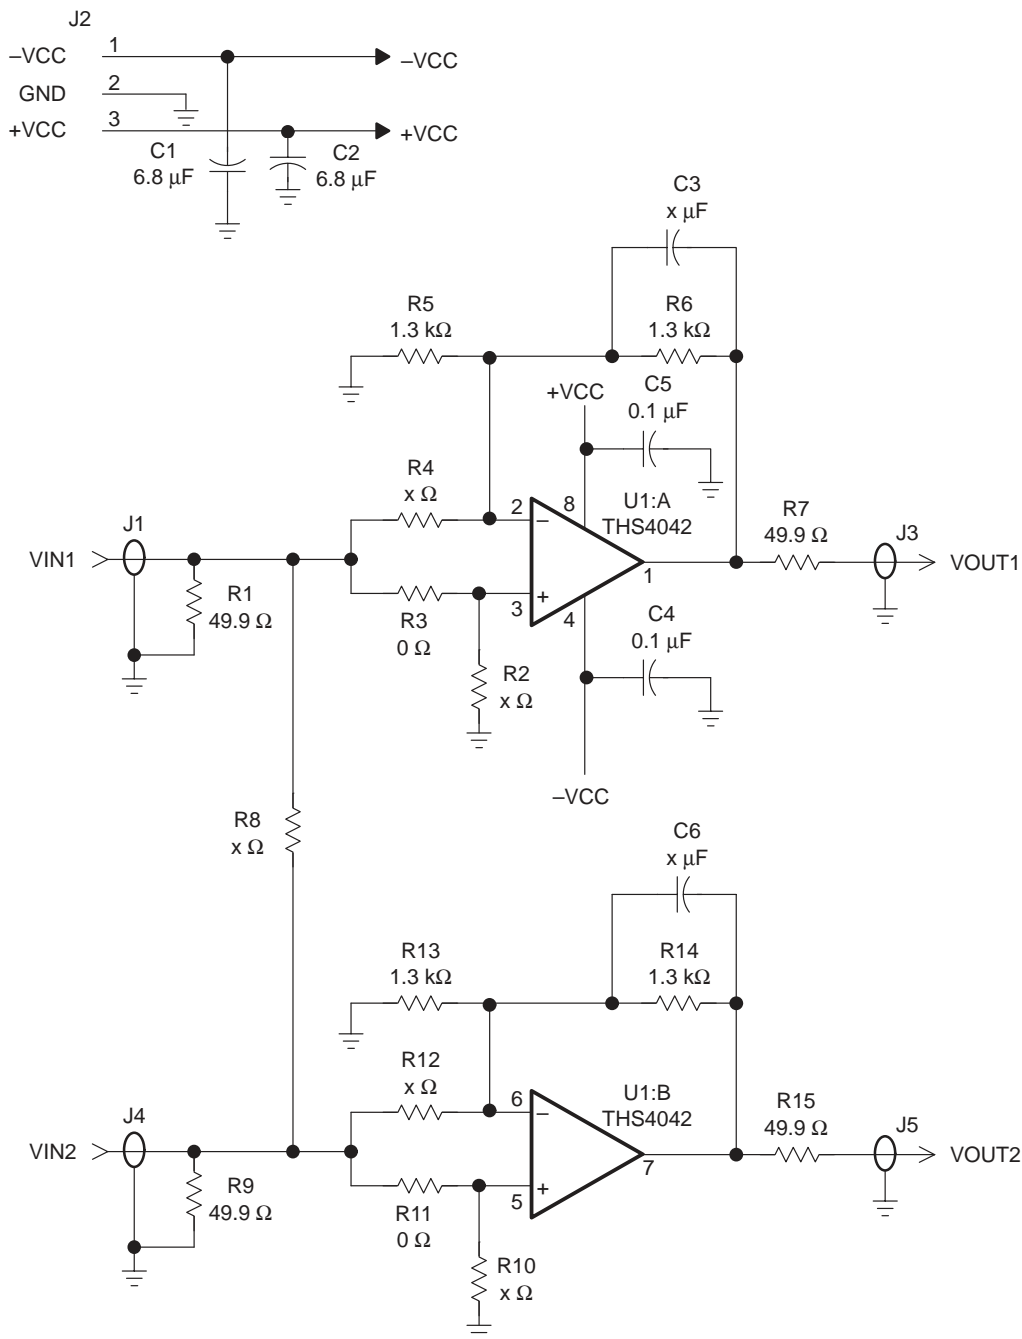 J2
–VCC 1 –VCC
GND 2
+VCC 3 +VCC
C1
6.8 µF
C2
6.8 µF
C3
x µF
R5
1.3 kΩ
R6
1.3 kΩ
+VCC
C5
0.1 µF
R4
x Ω
2
–
8
U1:A
THS4042
R7
49.9 Ω
J1
J3
VIN1
VOUT1
1
R1
49.9 Ω
R3
0 Ω
3
+
4
C4
0.1 µF
R2
x Ω
–VCC
R8
x Ω
C6
x µF
R13
1.3 kΩ
R14
1.3 kΩ
R12
x Ω
6
–
U1:B
THS4042
R15
49.9 Ω
J4
J5
VIN2
VOUT2
7
R9
49.9 Ω
R11
0 Ω
5
+
R10
x Ω